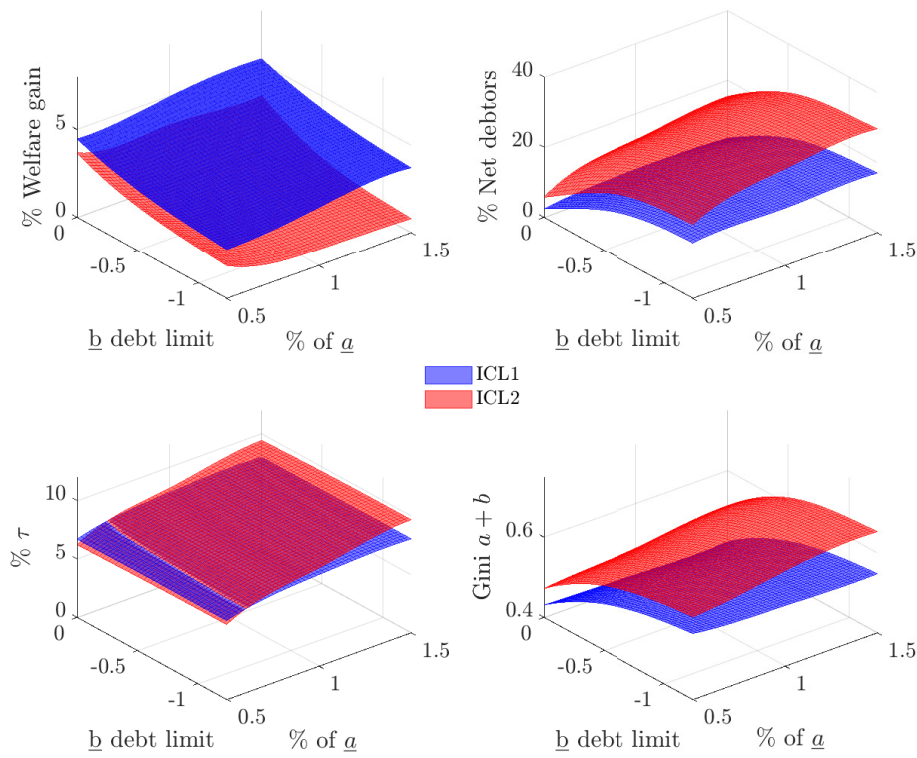 % Welfare gain
5
0
0
-0.5
-1
0.5
1
1.5
b debt limit
% of a
% Net debtors
40
20
0
0
-0.5
-1
0.5
1
1.5
b debt limit
% of a
ICL1
ICL2
% τ
10
5
0
0
-0.5
-1
0.5
1
1.5
b debt limit
% of a
Gini a + b
0.6
0.4
0
-0.5
-1
0.5
1
1.5
b debt limit
% of a